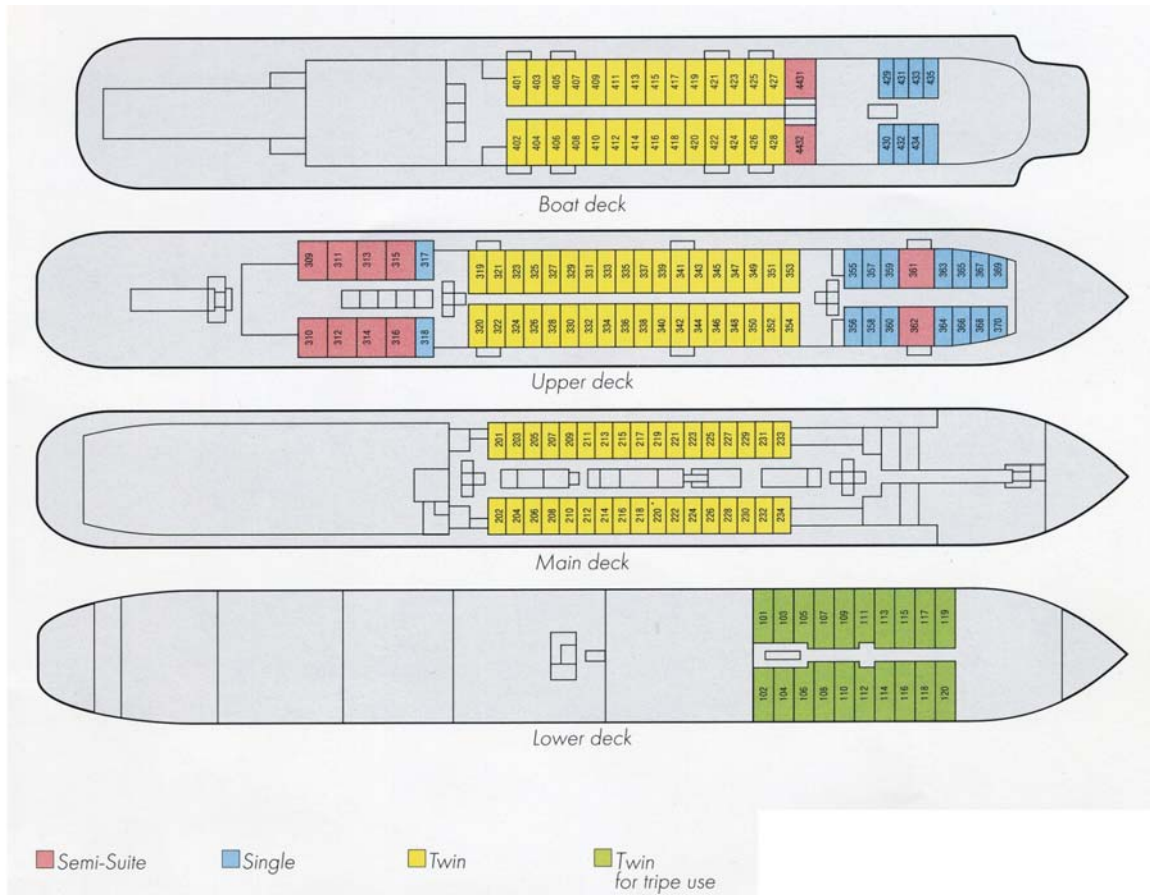 401 403 405 407 409 411 413 415 417 419 421 423 425 427 4431 429 431 433 435
402 404 406 408 410 412 414 416 418 420 422 424 426 428 4432 430 432 434
Boat deck
309 311 313 315 317 319 321 323 325 327 329 331 333 335 337 339 341 343 345 347 349 351 353 355 357 359 361 363 365 367 369
310 312 314 316 318 320 322 324 326 328 330 332 334 336 338 340 342 344 346 348 350 352 354 356 358 360 362 364 366 368 370
Upper deck
201 203 205 207 209 211 213 215 217 219 221 223 225 227 229 231 233
202 204 206 208 210 212 214 216 218 220 222 224 226 228 230 232 234
Main deck
101 103 105 107 109 111 113 115 117 119
102 104 106 108 110 112 114 116 118 120
Lower deck
Semi-Suite Single Twin Twin
for tripe use